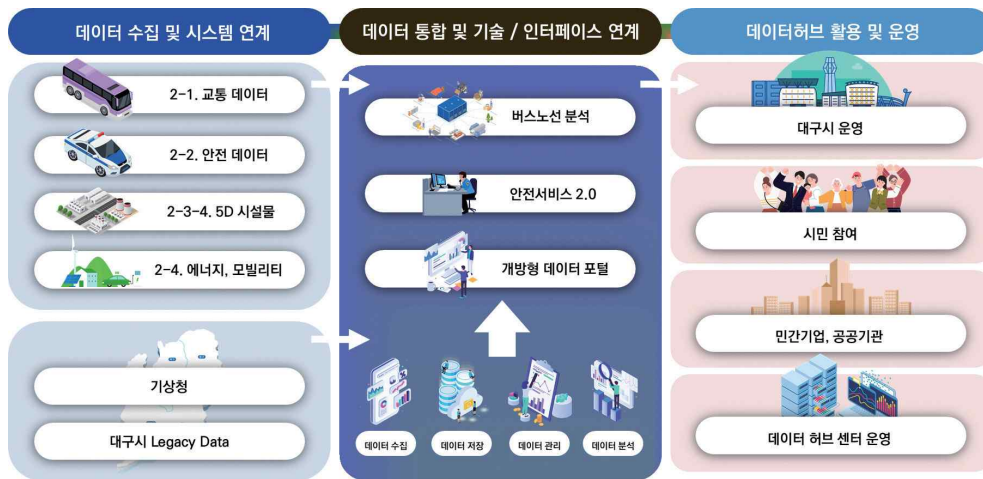 데이터 수집 및 시스템 연계
2-1. 교통 데이터
2-2. 안전 데이터
2-3-4. 5D 시설물
2-4. 에너지, 모빌리티
기상청
대구시 Legacy Data
데이터 통합 및 기술 / 인터페이스 연계
버스노선 분석
안전서비스 2.0
개방형 데이터 포털
데이터 수집
데이터 저장
데이터 관리
데이터 분석
데이터허브 활용 및 운영
대구시 운영
시민 참여
민간기업, 공공기관
데이터 허브 센터 운영